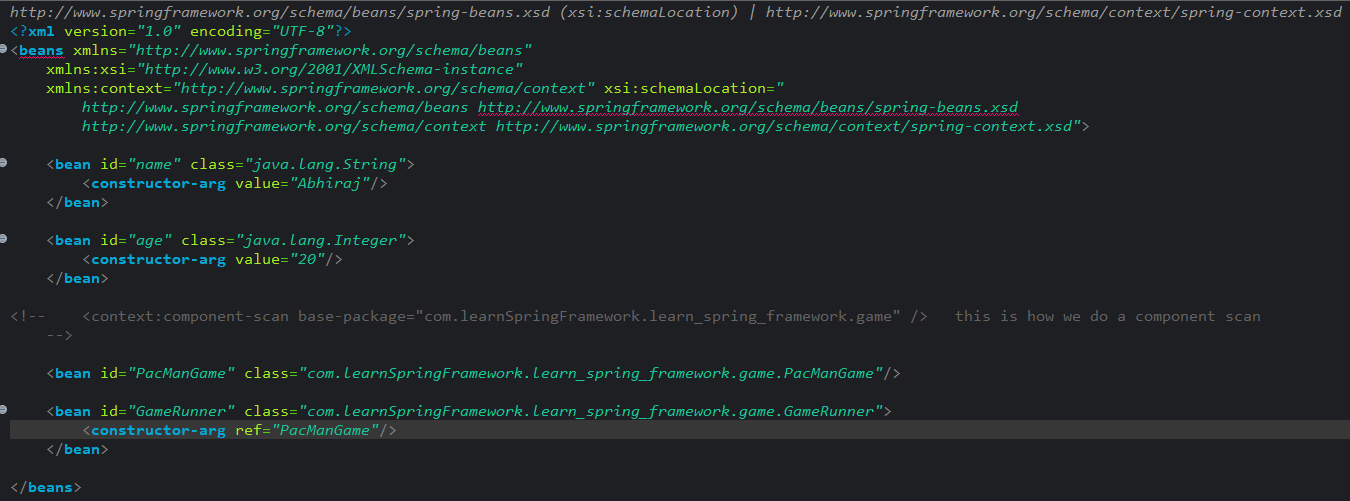 http://www.springframework.org/schema/beans/spring-beans.xsd (xsi:schemaLocation) | http://www.springframework.org/schema/context/spring-context.xsd
<?xml version="1.0" encoding="UTF-8"?>
<beans xmlns="http://www.springframework.org/schema/beans"
    xmlns:xsi="http://www.w3.org/2001/XMLSchema-instance"
    xmlns:context="http://www.springframework.org/schema/context" xsi:schemaLocation="
        http://www.springframework.org/schema/beans http://www.springframework.org/schema/beans/spring-beans.xsd
        http://www.springframework.org/schema/context http://www.springframework.org/schema/context/spring-context.xsd">
    <bean id="name" class="java.lang.String">
        <constructor-arg value="Abhiraj"/>
    </bean>
    <bean id="age" class="java.lang.Integer">
        <constructor-arg value="20"/>
    </bean>
<!--    <context:component-scan base-package="com.learnSpringFramework.learn_spring_framework.game" />   this is how we do a component scan
    -->
    <bean id="PacManGame" class="com.learnSpringFramework.learn_spring_framework.game.PacManGame"/>
    <bean id="GameRunner" class="com.learnSpringFramework.learn_spring_framework.game.GameRunner">
        <constructor-arg ref="PacManGame"/>
    </bean>
</beans>